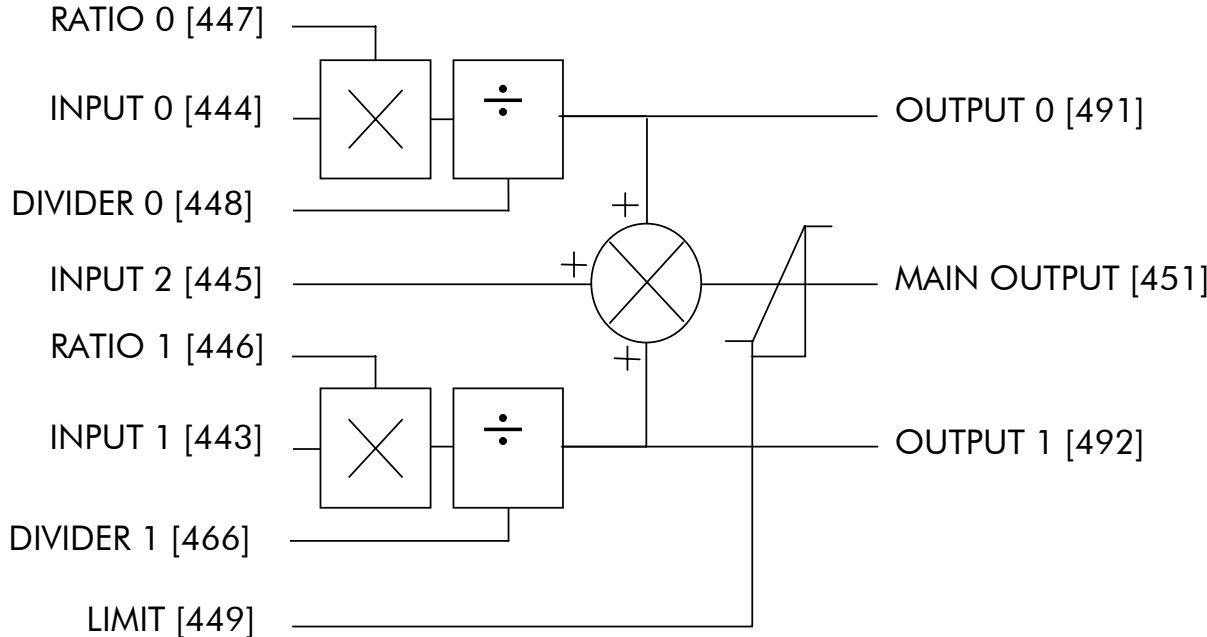 RATIO 0 [447]
INPUT 0 [444]
OUTPUT 0 [491]
DIVIDER 0 [448]
+
+
INPUT 2 [445]
MAIN OUTPUT [451]
RATIO 1 [446]
+
INPUT 1 [443]
OUTPUT 1 [492]
DIVIDER 1 [466]
LIMIT [449]